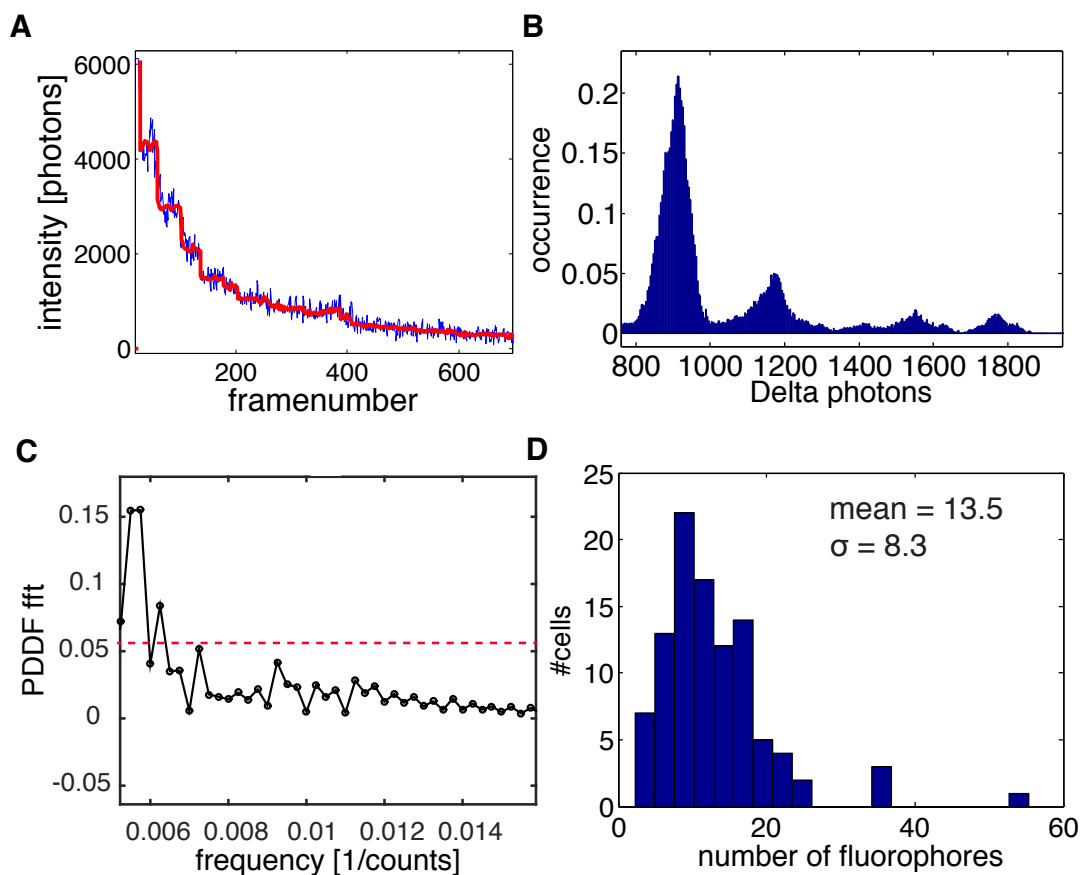 A
6000
4000
2000
0
intensity [photons]
200
400
600
framenumber
B
0.2
0.15
0.1
0.05
0
occurrence
800
1000
1200
1400
1600
1800
Delta photons
C
0.15
0.1
0.05
0
-0.05
PDDF fft
0.006
0.008
0.01
0.012
0.014
frequency [1/counts]
D
25
20
15
10
5
0
#cells
mean = 13.5
σ = 8.3
0
20
40
60
number of fluorophores